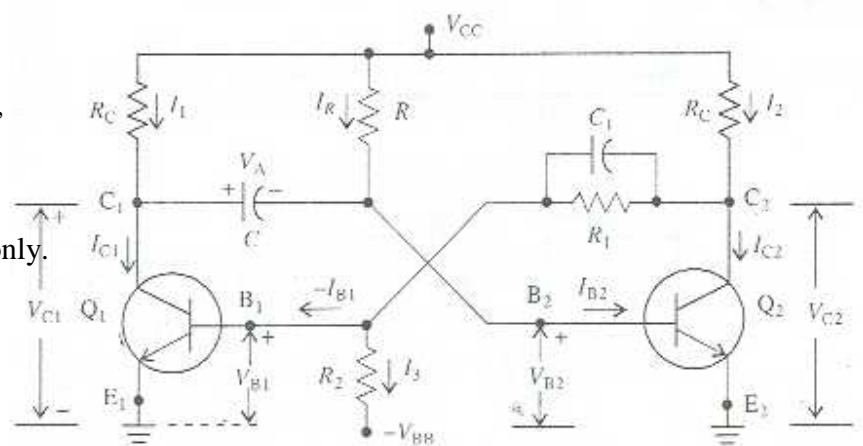 V_CC
,
R_C I_1 I_R R R_C I_2
C_1
V_A
+ −
C_1 C C_2
R_1
+
only.
I_C1 I_C2
−I_B1 B_1 B_2 I_B2
Q_1 Q_2
V_C1 V_C2
+ +
V_B1 R_2 I_3 V_B2
E_1 E_2
−
−V_BB